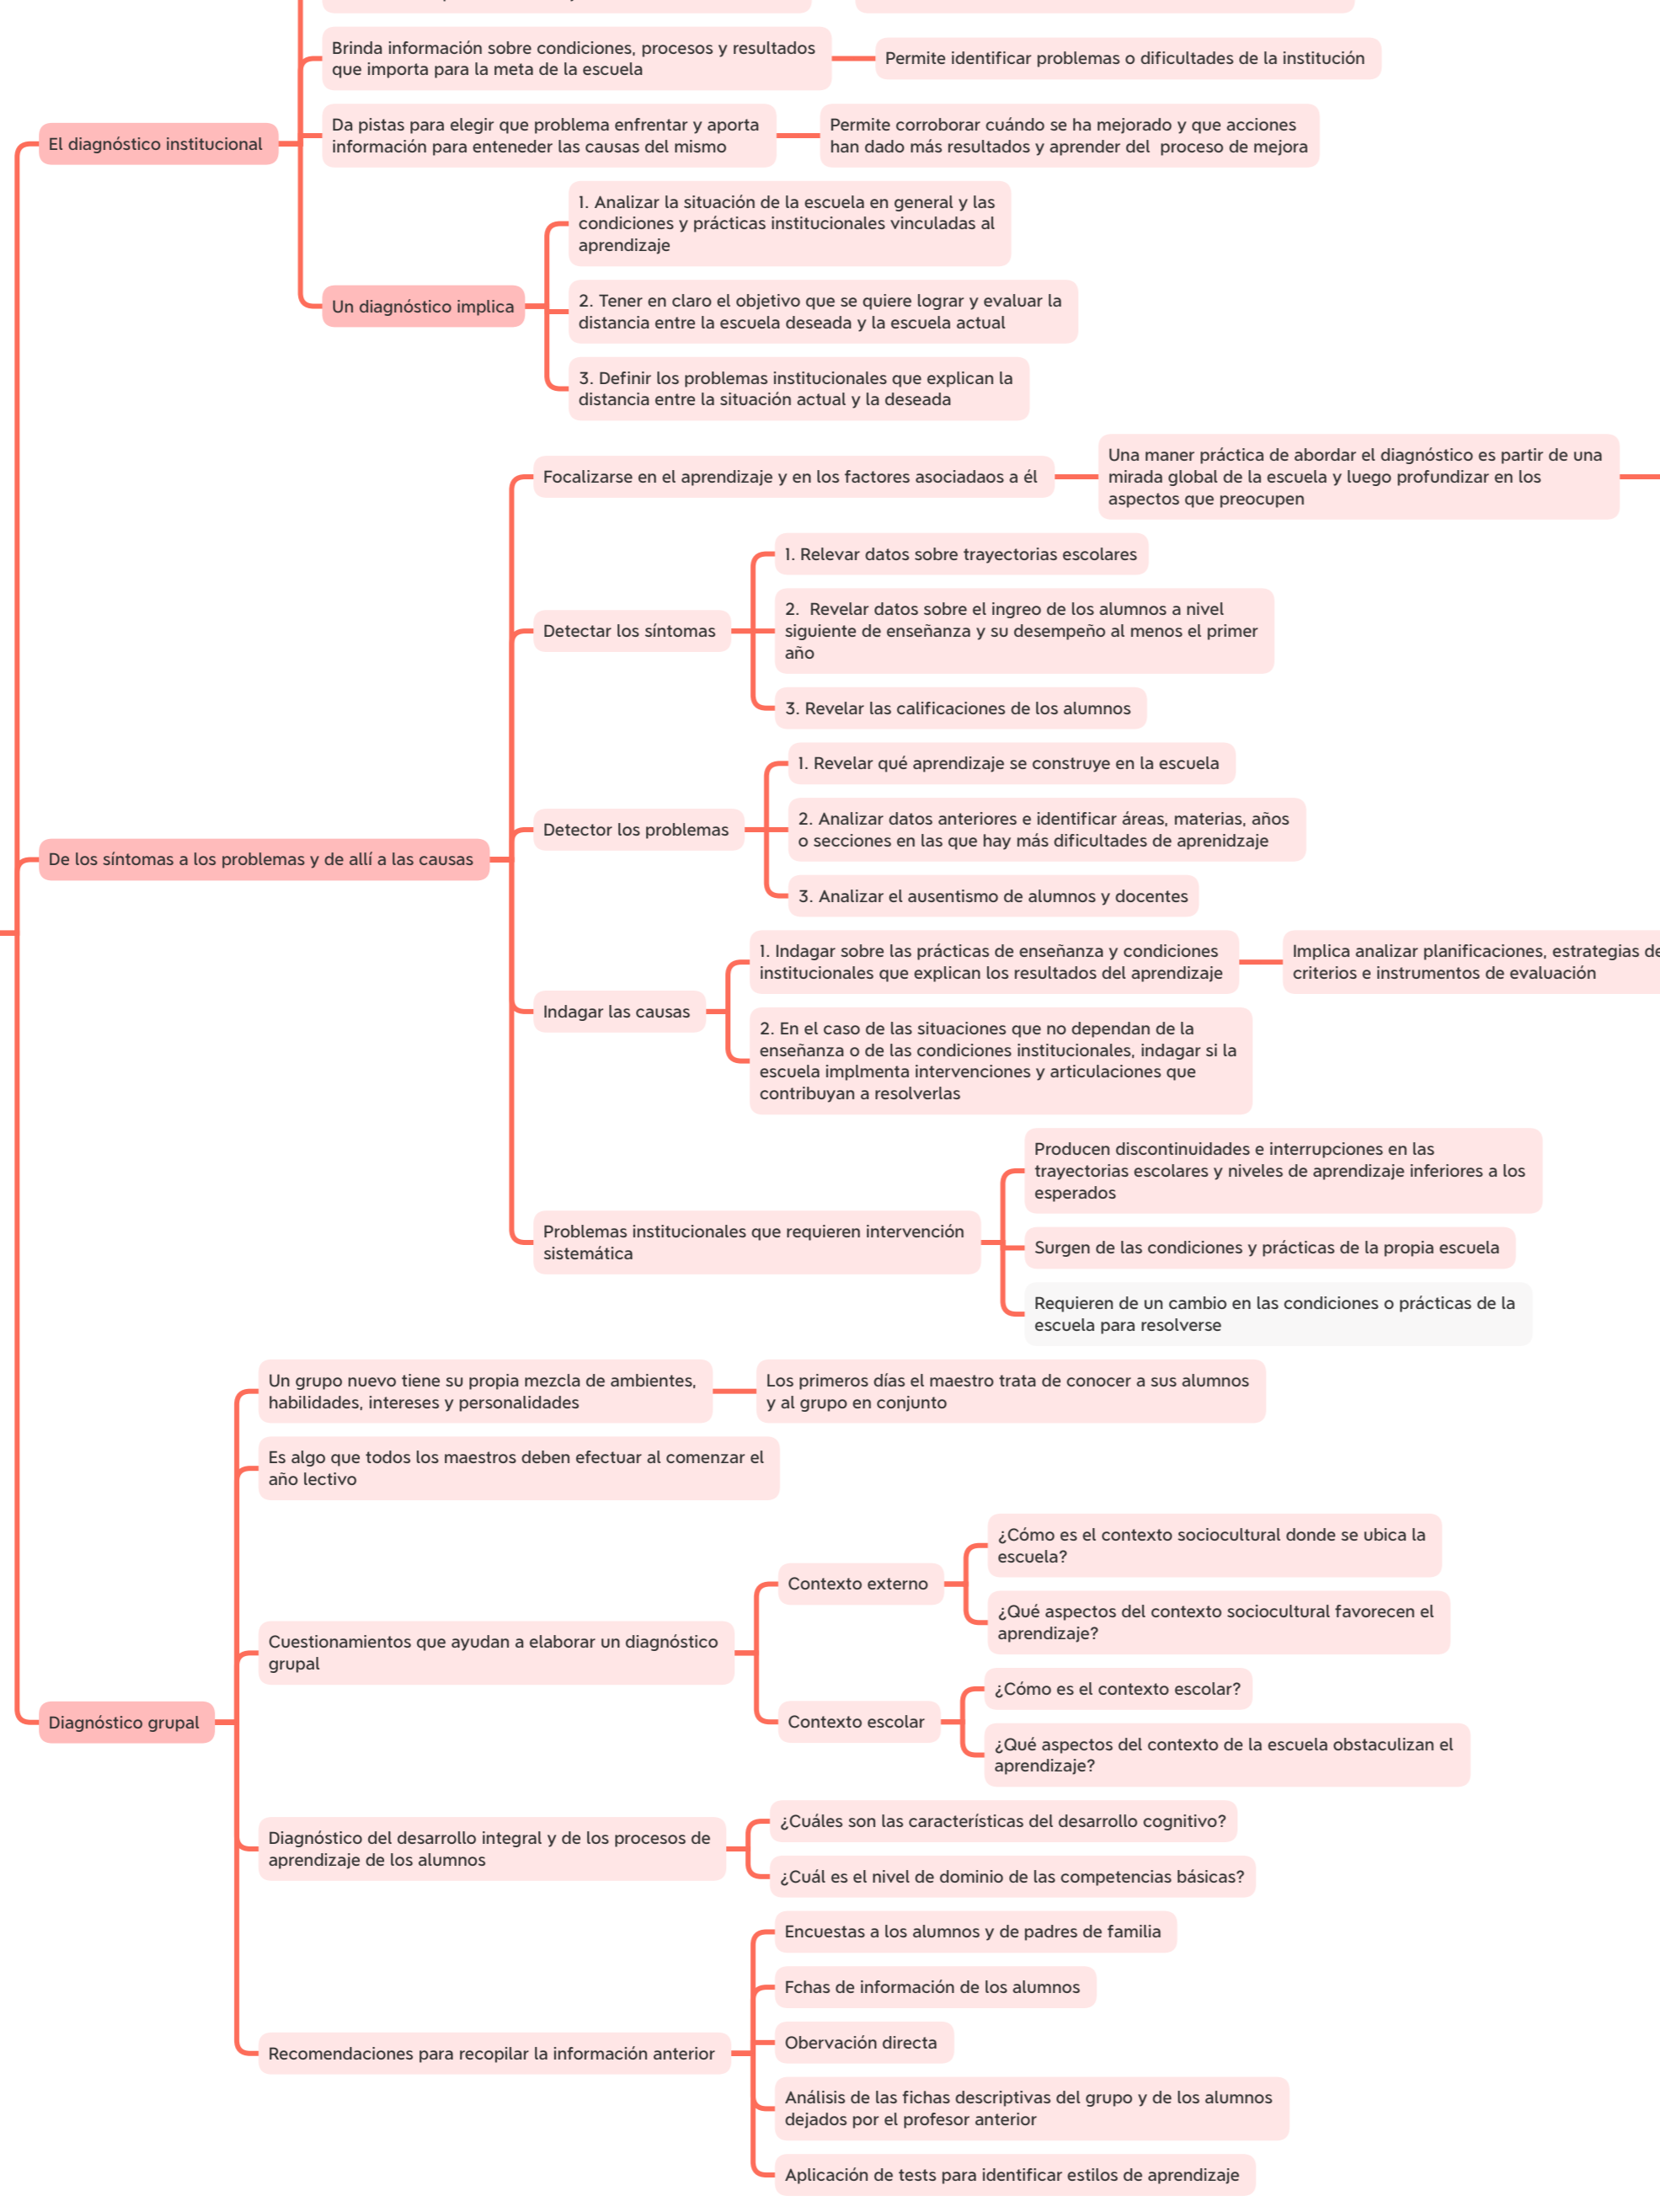 Brinda información sobre condiciones, procesos y resultados
que importa para la meta de la escuela
Permite identificar problemas o dificultades de la institución
El diagnóstico institucional
Da pistas para elegir que problema enfrentar y aporta
información para enteneder las causas del mismo
Permite corroborar cuándo se ha mejorado y que acciones
han dado más resultados y aprender del proceso de mejora
Un diagnóstico implica
1. Analizar la situación de la escuela en general y las
condiciones y prácticas institucionales vinculadas al
aprendizaje
2. Tener en claro el objetivo que se quiere lograr y evaluar la
distancia entre la escuela deseada y la escuela actual
3. Definir los problemas institucionales que explican la
distancia entre la situación actual y la deseada
De los síntomas a los problemas y de allí a las causas
Focalizarse en el aprendizaje y en los factores asociadaos a él
Una maner práctica de abordar el diagnóstico es partir de una
mirada global de la escuela y luego profundizar en los
aspectos que preocupen
Detectar los síntomas
1. Relevar datos sobre trayectorias escolares
2. Revelar datos sobre el ingreo de los alumnos a nivel
siguiente de enseñanza y su desempeño al menos el primer
año
3. Revelar las calificaciones de los alumnos
Detector los problemas
1. Revelar qué aprendizaje se construye en la escuela
2. Analizar datos anteriores e identificar áreas, materias, años
o secciones en las que hay más dificultades de aprenidzaje
3. Analizar el ausentismo de alumnos y docentes
Indagar las causas
1. Indagar sobre las prácticas de enseñanza y condiciones
institucionales que explican los resultados del aprendizaje
Implica analizar planificaciones, estrategias de
criterios e instrumentos de evaluación
2. En el caso de las situaciones que no dependan de la
enseñanza o de las condiciones institucionales, indagar si la
escuela implmenta intervenciones y articulaciones que
contribuyan a resolverlas
Problemas institucionales que requieren intervención
sistemática
Producen discontinuidades e interrupciones en las
trayectorias escolares y niveles de aprendizaje inferiores a los
esperados
Surgen de las condiciones y prácticas de la propia escuela
Requieren de un cambio en las condiciones o prácticas de la
escuela para resolverse
Diagnóstico grupal
Un grupo nuevo tiene su propia mezcla de ambientes,
habilidades, intereses y personalidades
Los primeros días el maestro trata de conocer a sus alumnos
y al grupo en conjunto
Es algo que todos los maestros deben efectuar al comenzar el
año lectivo
Cuestionamientos que ayudan a elaborar un diagnóstico
grupal
Contexto externo
¿Cómo es el contexto sociocultural donde se ubica la
escuela?
¿Qué aspectos del contexto sociocultural favorecen el
aprendizaje?
Contexto escolar
¿Cómo es el contexto escolar?
¿Qué aspectos del contexto de la escuela obstaculizan el
aprendizaje?
Diagnóstico del desarrollo integral y de los procesos de
aprendizaje de los alumnos
¿Cuáles son las características del desarrollo cognitivo?
¿Cuál es el nivel de dominio de las competencias básicas?
Recomendaciones para recopilar la información anterior
Encuestas a los alumnos y de padres de familia
Fchas de información de los alumnos
Obervación directa
Análisis de las fichas descriptivas del grupo y de los alumnos
dejados por el profesor anterior
Aplicación de tests para identificar estilos de aprendizaje